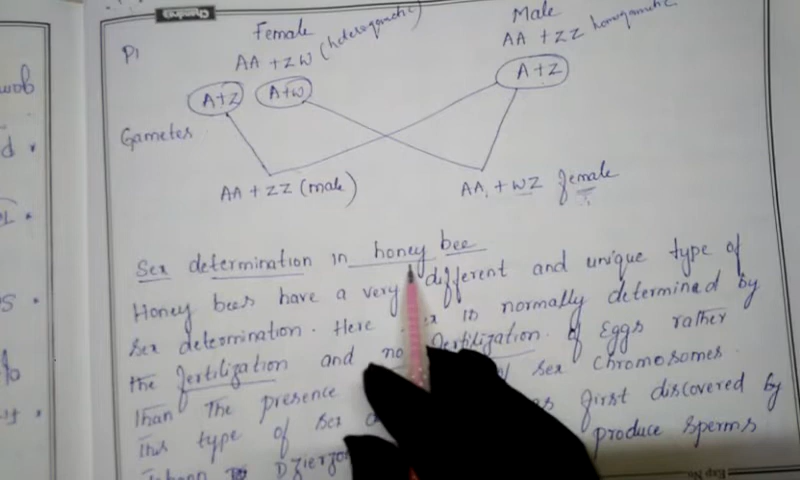 P1
Female
Male
AA + ZW (heterogametic)
AA + ZZ homogametic
A+Z
A+W
A+Z
Gametes
AA + ZZ (male)
AA + WZ female
Sex determination in honey bee
Honey bees have a very different and unique type of
sex determination. Here is normally determined by
the fertilization and no fertilization of Eggs rather
than The presence sex chromosomes
This type of sex first discovered by
Dzierzon produce sperms